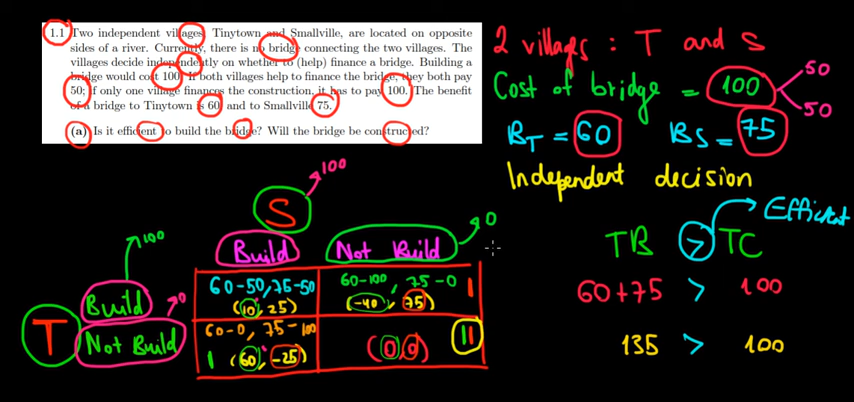 1.1 Two independent villages, Tinytown and Smallville, are located on opposite
sides of a river. Currently, there is no bridge connecting the two villages. The
villages decide independently on whether to (help) finance a bridge. Building a
bridge would cost 100. If both villages help to finance the bridge, they both pay
50; if only one village finances the construction, it has to pay 100. The benefit
of a bridge to Tinytown is 60 and to Smallville 75.
(a) Is it efficient to build the bridge? Will the bridge be constructed?
2 villages : T and S
Cost of bridge = 100
50
50
BT = 60 BS = 75
Independent decision
Efficient
TB > TC
60+75 > 100
135 > 100
100
S
0
Build Not Build
100
0
T
Build
Not Build
60-50, 75-50
(10, 25)
60-100, 75-0
(-40, 75)
60-0, 75-100
(60, -25)
(0, 0)